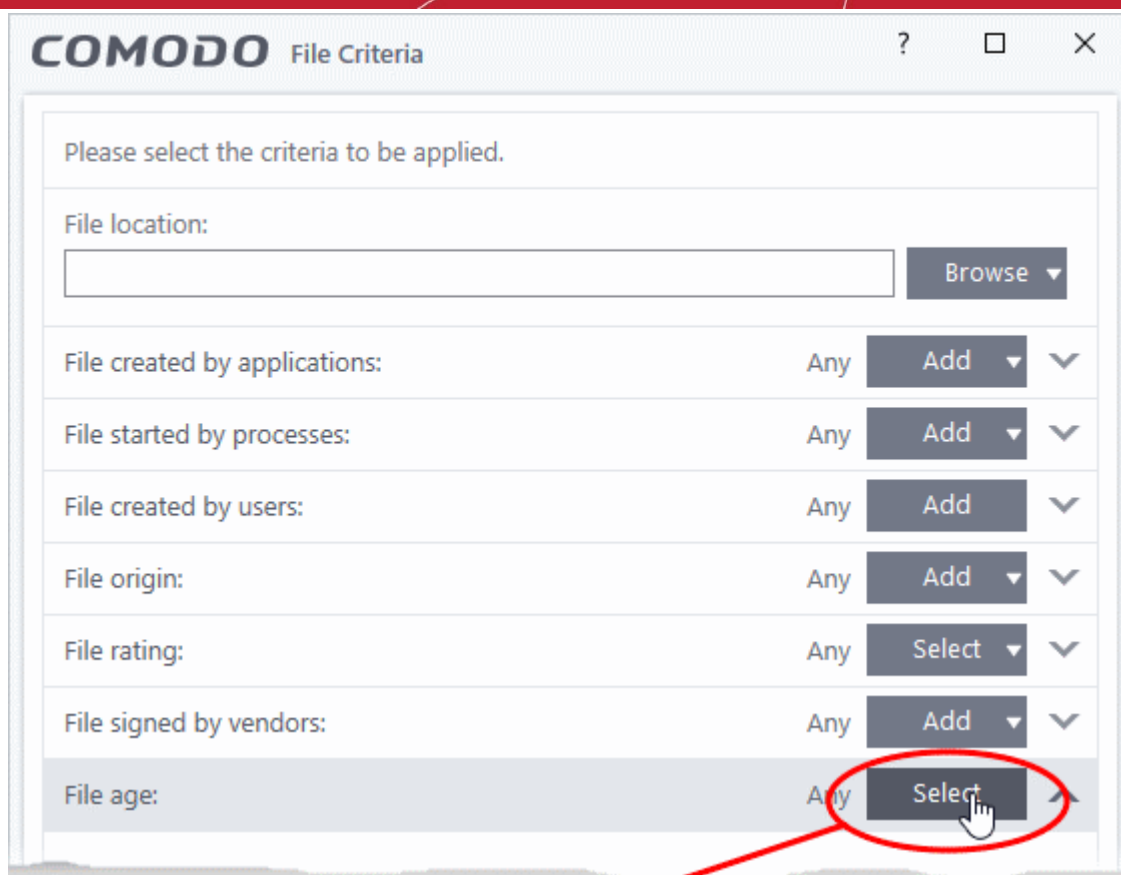 COMODO File Criteria ?
Please select the criteria to be applied.
File location:
Browse
File created by applications: Any Add
File started by processes: Any Add
File created by users: Any Add
File origin: Any Add
File rating: Any Select
File signed by vendors: Any Add
File age: Any Select